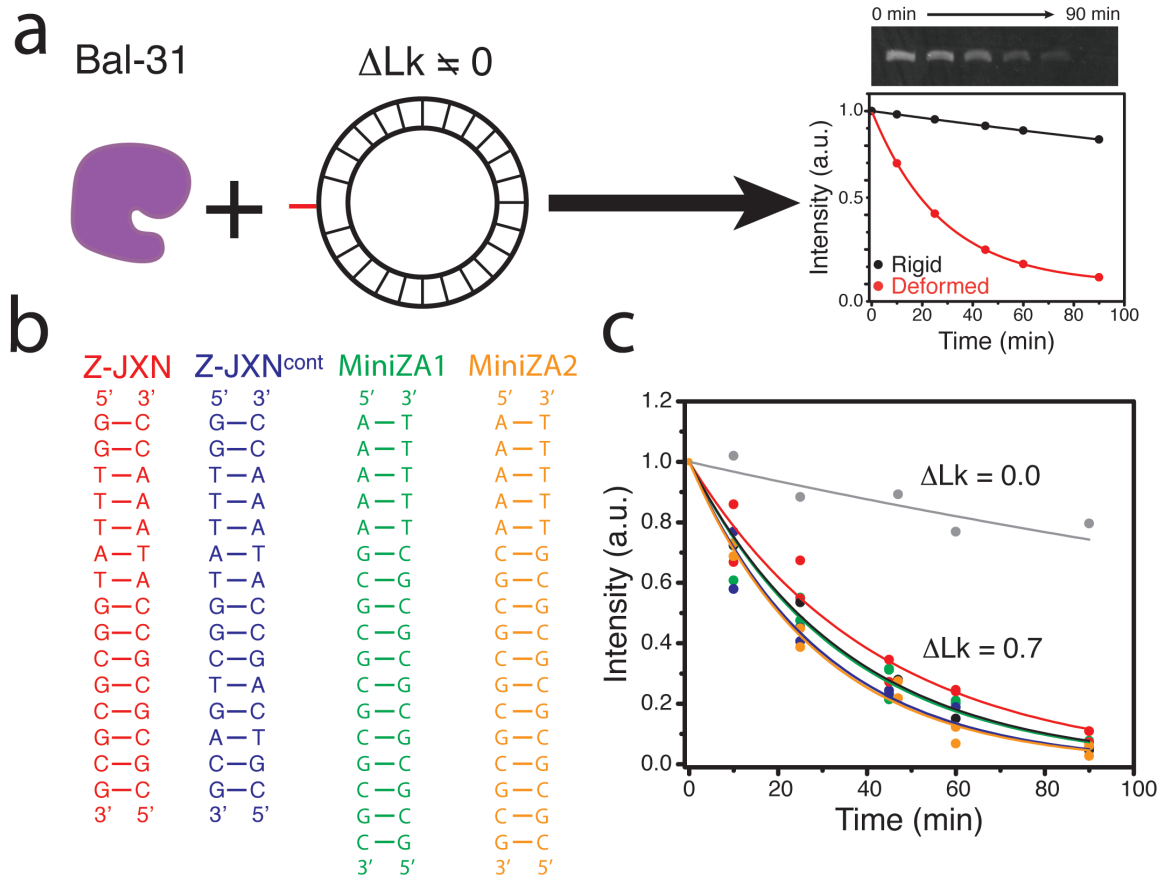 a
Bal-31
ΔLk ≠ 0
0 min 90 min
1.0
0.5
0.0
Intensity (a.u.)
Rigid
Deformed
0 20 40 60 80 100
Time (min)
b
Z-JXN Z-JXNcont MiniZA1 MiniZA2
5’ 3’ 5’ 3’ 5’ 3’ 5’ 3’
G—C G—C A—T A—T
G—C G—C A—T A—T
T—A T—A A—T A—T
T—A T—A A—T A—T
T—A T—A A—T A—T
A—T A—T G—C C—G
T—A T—A C—G G—C
G—C G—C G—C C—G
G—C G—C C—G G—C
C—G C—G G—C C—G
G—C T—A C—G G—C
C—G G—C G—C C—G
G—C A—T C—G G—C
C—G C—G G—C C—G
G—C G—C C—G G—C
3’ 5’ 3’ 5’ G—C C—G
C—G G—C
3’ 5’ 3’ 5’
c
1.2
1.0
0.8
0.6
0.4
0.2
0.0
Intensity (a.u.)
ΔLk = 0.0
ΔLk = 0.7
0 20 40 60 80 100
Time (min)